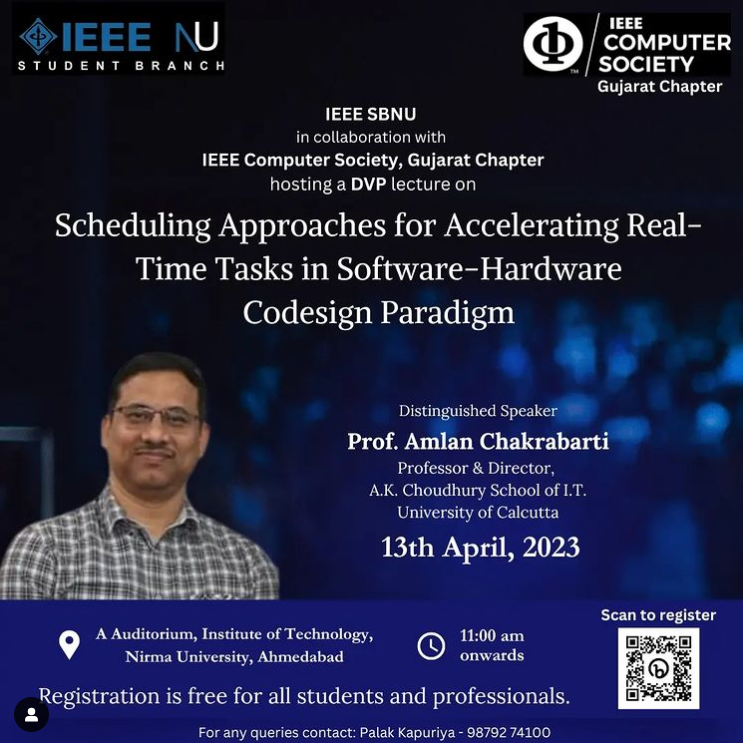 IEEE NU
STUDENT BRANCH
IEEE
COMPUTER
SOCIETY
TM
Gujarat Chapter
IEEE SBNU
in collaboration with
IEEE Computer Society, Gujarat Chapter
hosting a DVP lecture on
Scheduling Approaches for Accelerating Real-
Time Tasks in Software-Hardware
Codesign Paradigm
Distinguished Speaker
Prof. Amlan Chakrabarti
Professor & Director,
A.K. Choudhury School of I.T.
University of Calcutta
13th April, 2023
Scan to register
A Auditorium, Institute of Technology,
Nirma University, Ahmedabad
11:00 am
onwards
Registration is free for all students and professionals.
For any queries contact: Palak Kapuriya - 98792 74100